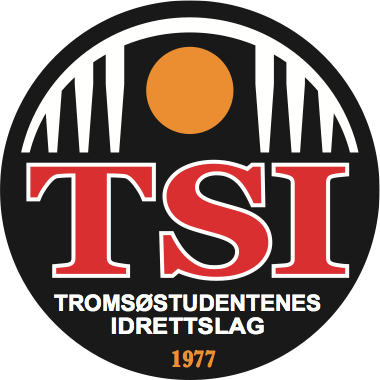 TSI
TROMSØSTUDENTENES
IDRETTSLAG
1977